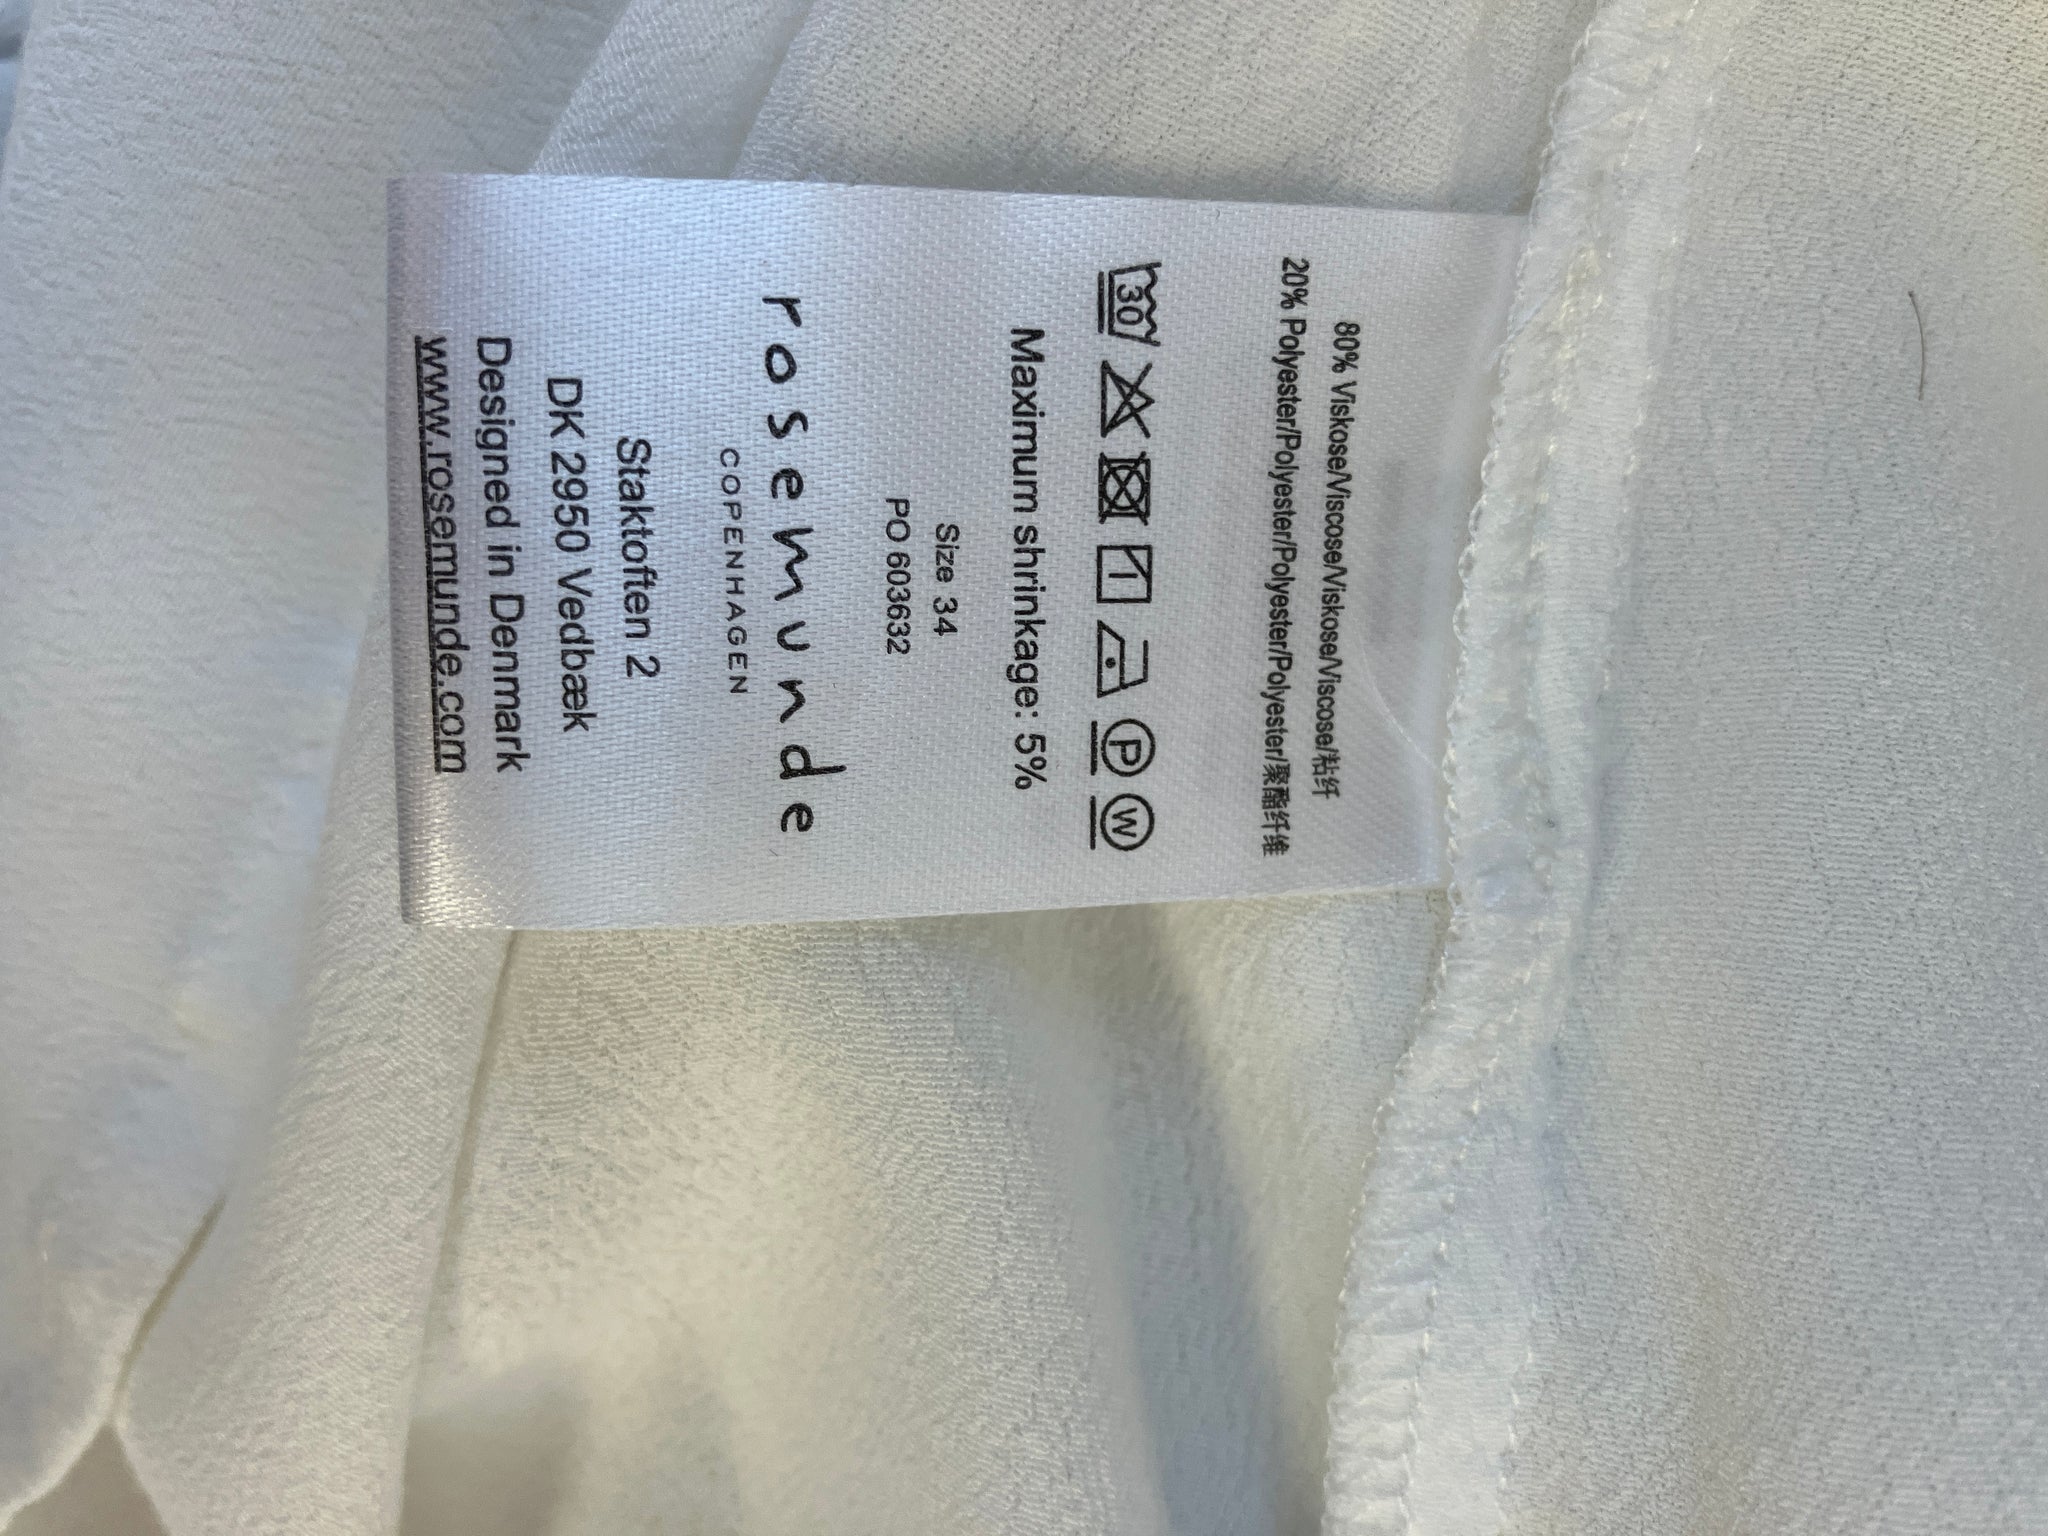 80% Viskose/Viscose/Viskose/Viscose/粘纤
20% Polyester/Polyester/Polyester/Polyester/聚酯纤维
30 P W
Maximum shrinkage: 5%
Size 34
PO 603632
rosemunde
COPENHAGEN
Staktoften 2
DK 2950 Vedbæk
Designed in Denmark
www.rosemunde.com